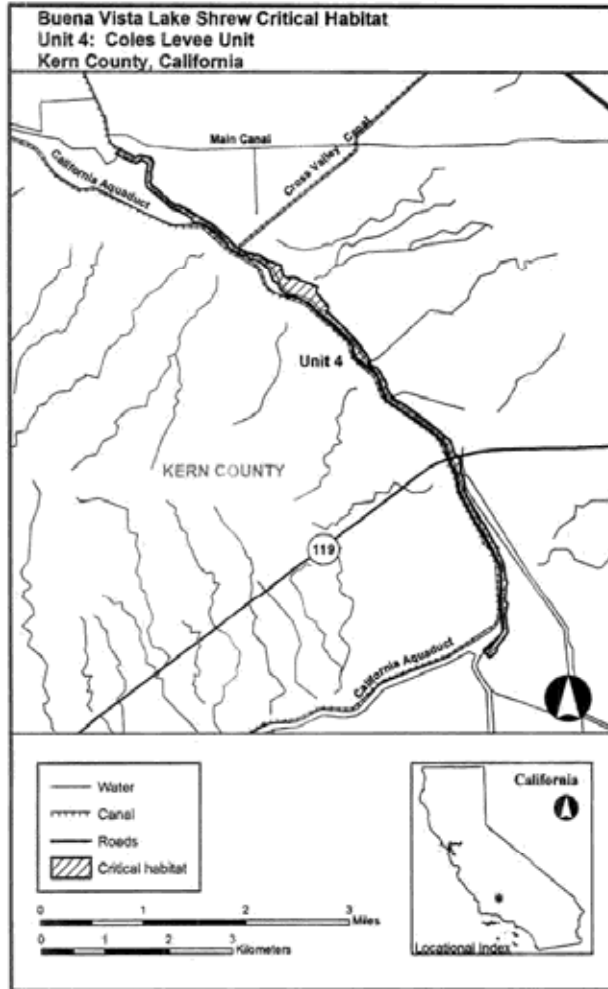 Buena Vista Lake Shrew Critical Habitat
Unit 4: Coles Levee Unit
Kern County, California
Main Canal
Cross Valley Canal
California Aquaduct
Unit 4
KERN COUNTY
119
California Aquaduct
Water
Canal
Roads
Critical habitat
0 1 2 3
Miles
0 1 2 3
Kilometers
California
Locational Index